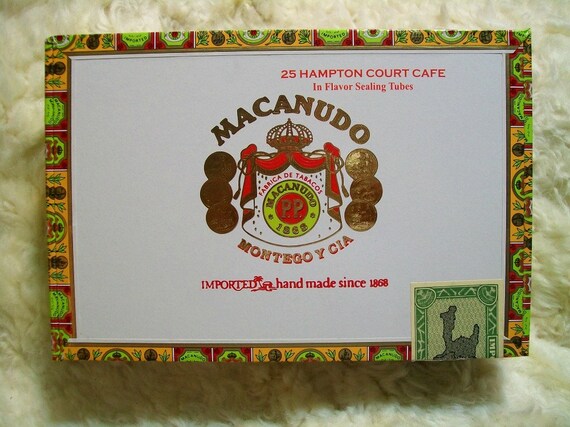 25 HAMPTON COURT CAFE
In Flavor Sealing Tubes
MACANUDO
FABRICA DE TABACOS
MACANUDO
P.P.
1868
MONTEGO Y CIA
IMPORTED hand made since 1868